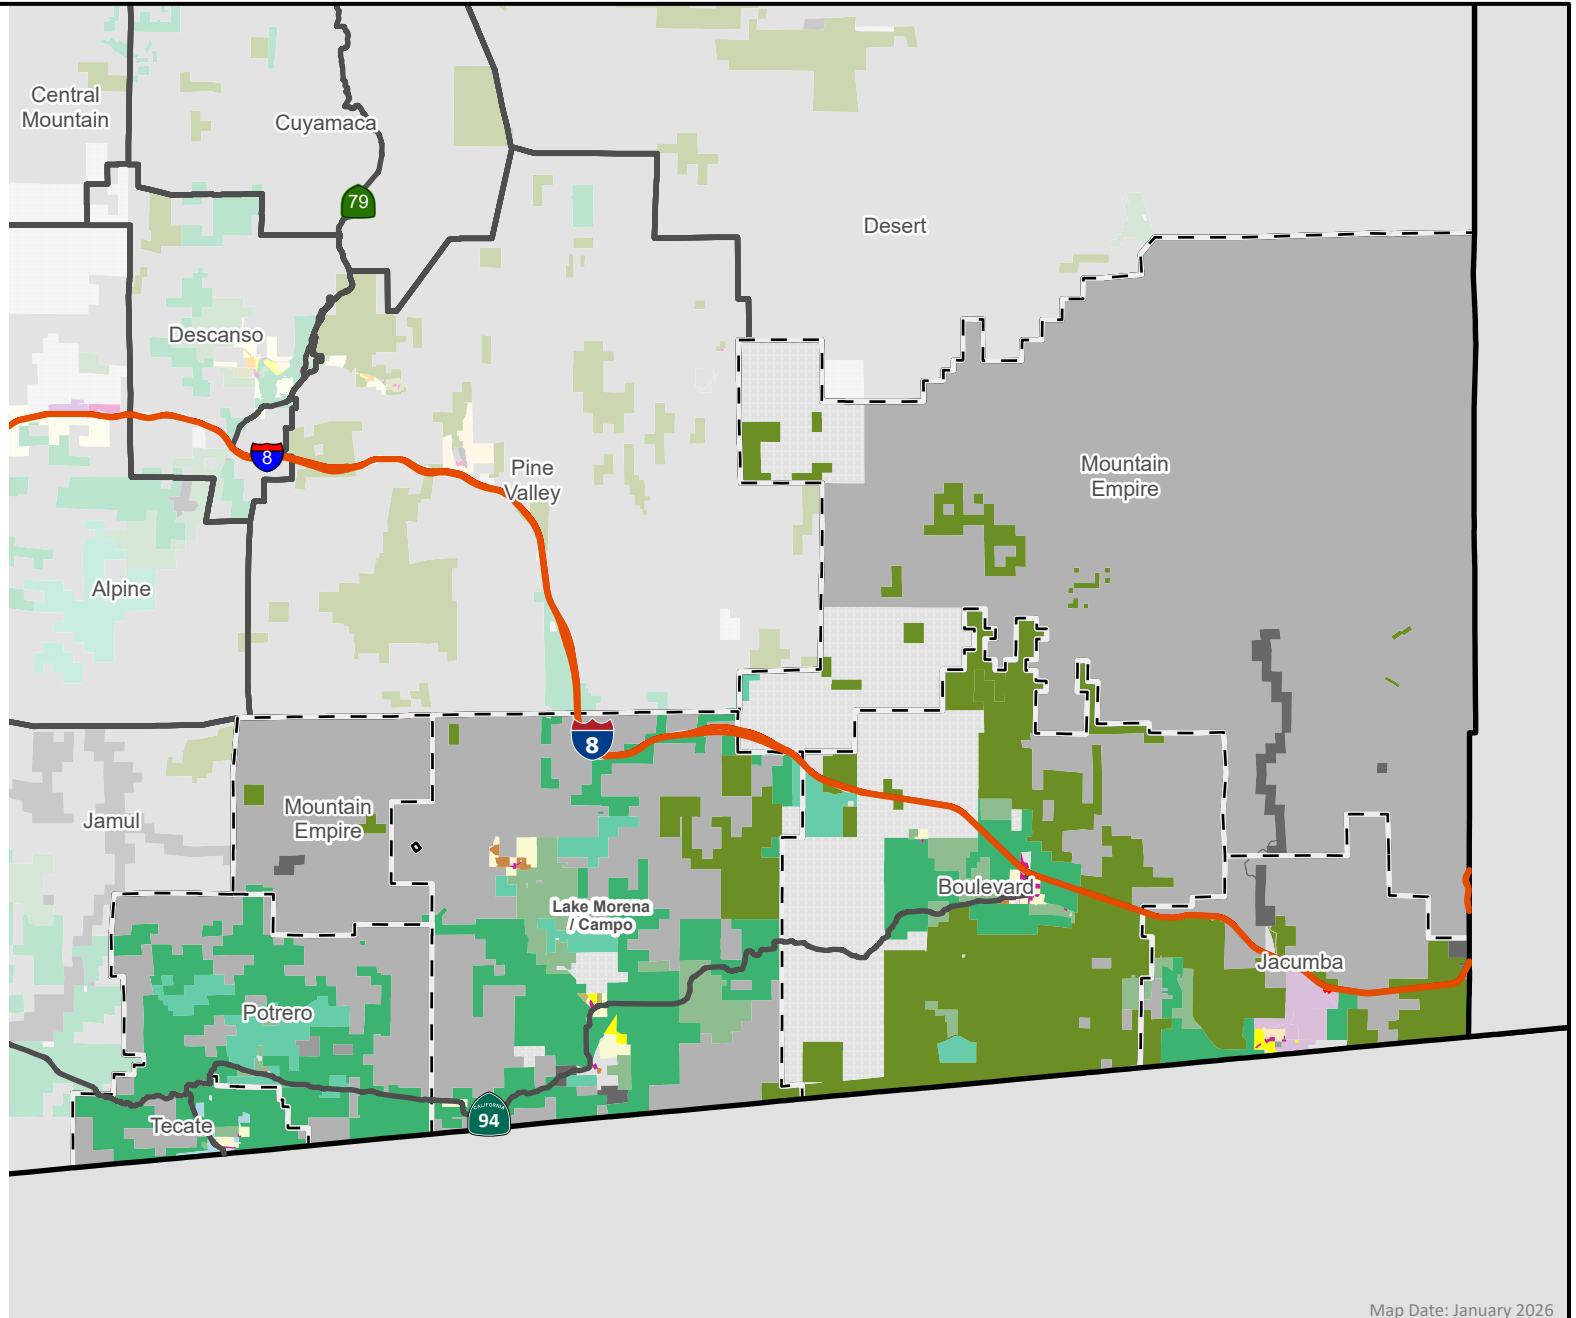 Central
Mountain
Cuyamaca
79
Desert
Descanso
8
Pine
Valley
Mountain
Empire
Alpine
8
Jamul
Mountain
Empire
Boulevard
Lake Morena
/ Campo
Jacumba
Potrero
CALIFORNIA
94
Tecate
Map Date: January 2026